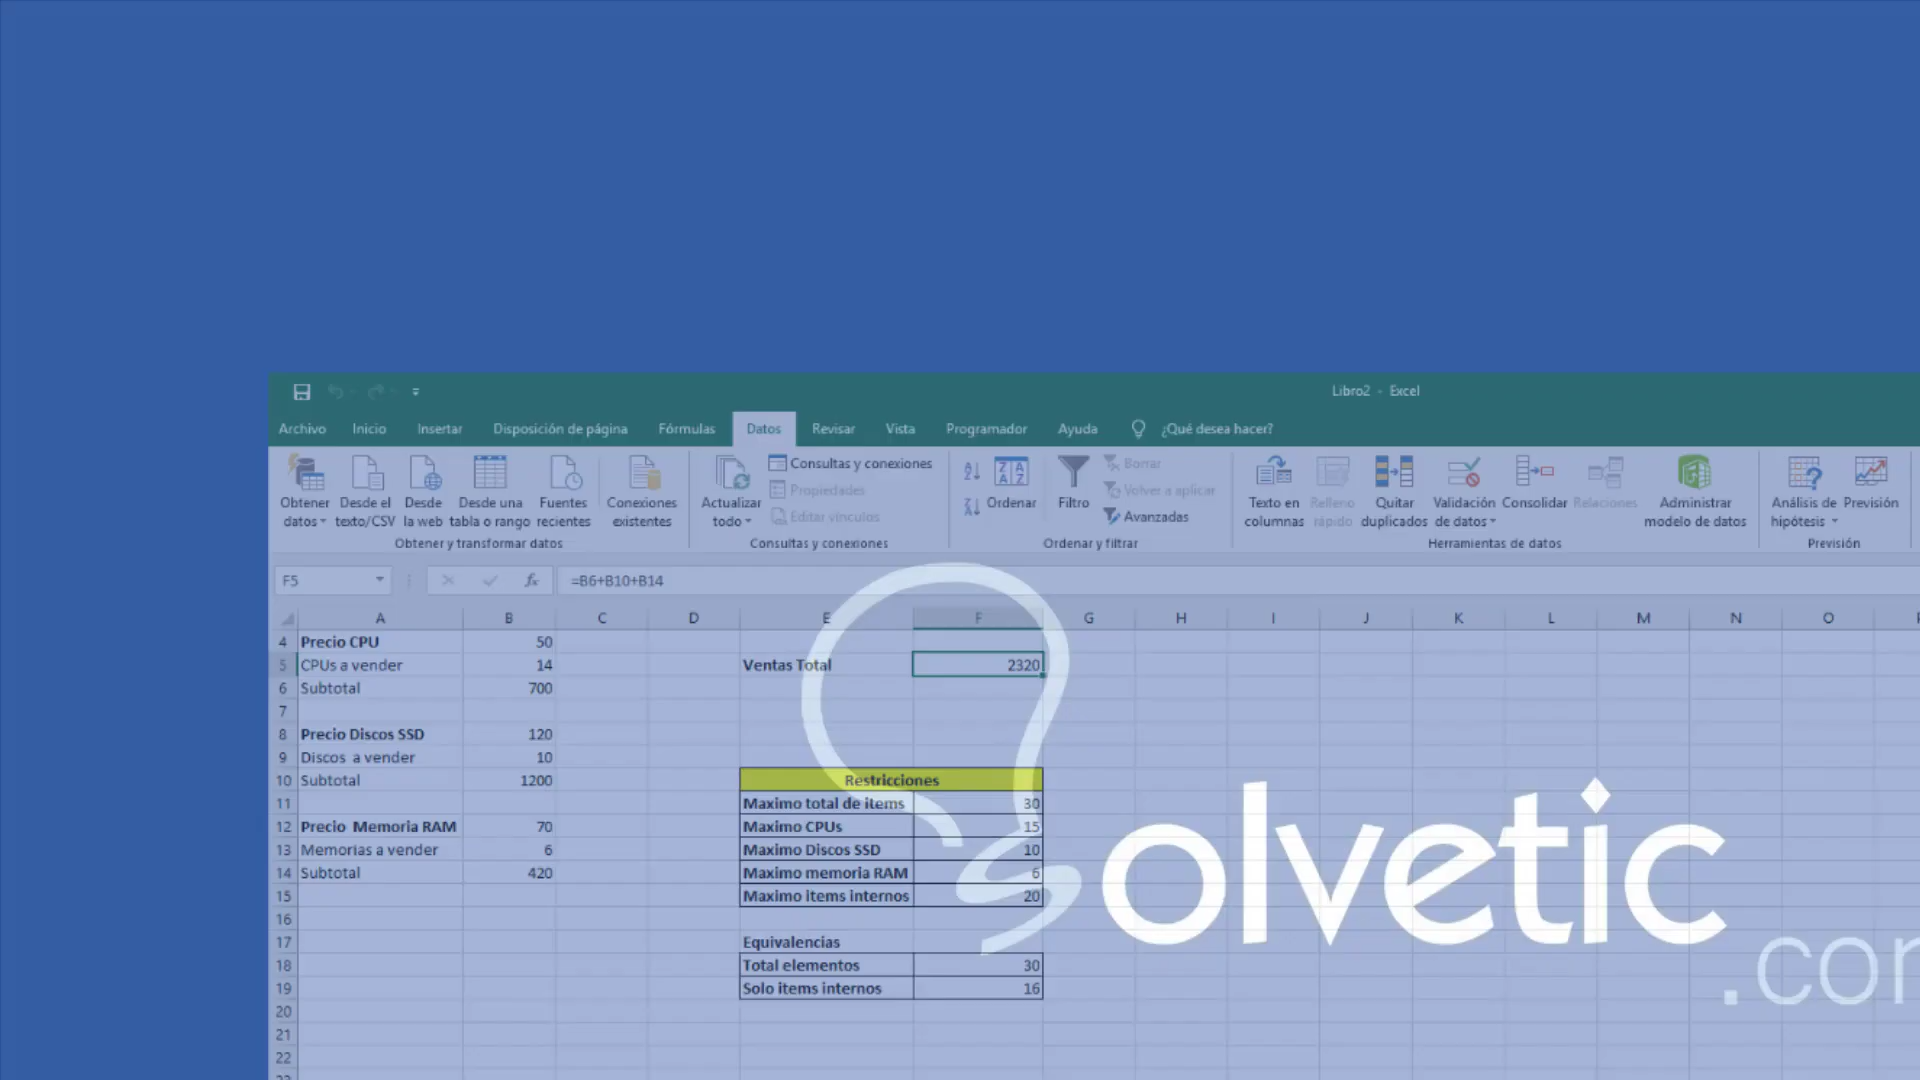 Libro2 - Excel
Archivo Inicio Insertar Disposición de página Fórmulas Datos Revisar Vista Programador Ayuda ¿Qué desea hacer?
Obtener datos
Desde el texto/CSV
Desde la web
Desde una tabla o rango
Fuentes recientes
Conexiones existentes
Obtener y transformar datos
Actualizar todo
Consultas y conexiones
Propiedades
Editar vínculos
Consultas y conexiones
Ordenar
Filtro
Borrar
Volver a aplicar
Avanzadas
Ordenar y filtrar
Texto en columnas
Relleno rápido
Quitar duplicados
Validación de datos
Consolidar
Relaciones
Administrar modelo de datos
Herramientas de datos
Análisis de hipótesis
Previsión
Previsión
F5 fx =B6+B10+B14
A B C D E F G H I J K L M N O
4 Precio CPU 50
5 CPUs a vender 14 Ventas Total 2320
6 Subtotal 700
7
8 Precio Discos SSD 120
9 Discos a vender 10
10 Subtotal 1200 Restricciones
11 Maximo total de items 30
12 Precio Memoria RAM 70 Maximo CPUs 15
13 Memorias a vender 6 Maximo Discos SSD 10
14 Subtotal 420 Maximo memoria RAM 6
15 Maximo items internos 20
16
17 Equivalencias
18 Total elementos 30
19 Solo items internos 16
20
21
22
solvetic
.co